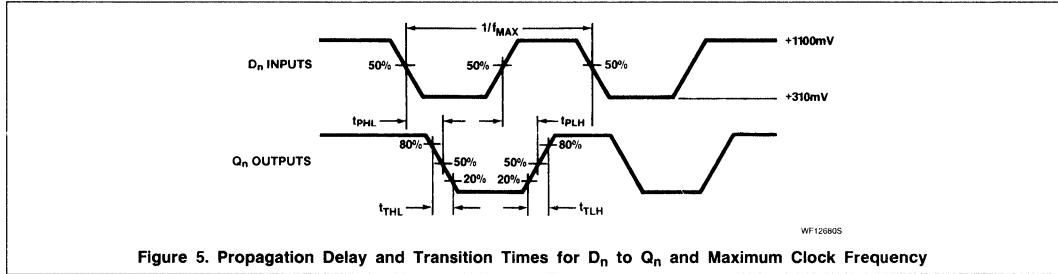 1/fMAX
+1100mV
Dn INPUTS
50%
50%
50%
+310mV
tPHL
tPLH
80%
80%
Qn OUTPUTS
50%
50%
20%
20%
tTHL
tTLH
WF12680S
Figure 5. Propagation Delay and Transition Times for Dn to Qn and Maximum Clock Frequency